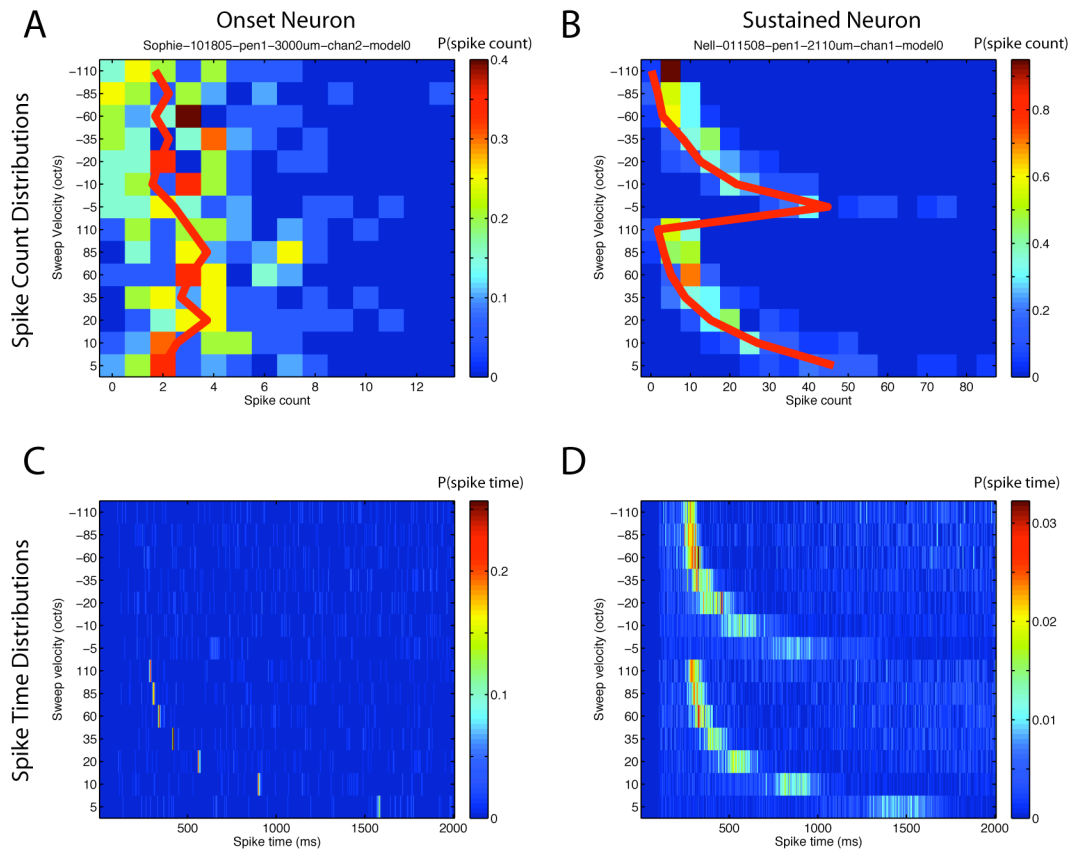 A
Onset Neuron
Sophie−101805−pen1−3000um−chan2−model0
P(spike count)
B
Sustained Neuron
Nell−011508−pen1−2110um−chan1−model0
P(spike count)
Spike Count Distributions
Sweep Velocity (oct/s)
−110
−85
−60
−35
−20
−10
−5
110
85
60
35
20
10
5
0 2 4 6 8 10 12
Spike count
0.4
0.3
0.2
0.1
0
Sweep Velocity (oct/s)
−110
−85
−60
−35
−20
−10
−5
110
85
60
35
20
10
5
0 10 20 30 40 50 60 70 80
Spike count
0.8
0.6
0.4
0.2
0
C
P(spike time)
D
P(spike time)
Spike Time Distributions
Sweep velocity (oct/s)
−110
−85
−60
−35
−20
−10
−5
110
85
60
35
20
10
5
500 1000 1500 2000
Spike time (ms)
0.2
0.1
0
Sweep velocity (oct/s)
−110
−85
−60
−35
−20
−10
−5
110
85
60
35
20
10
5
500 1000 1500 2000
Spike time (ms)
0.03
0.02
0.01
0